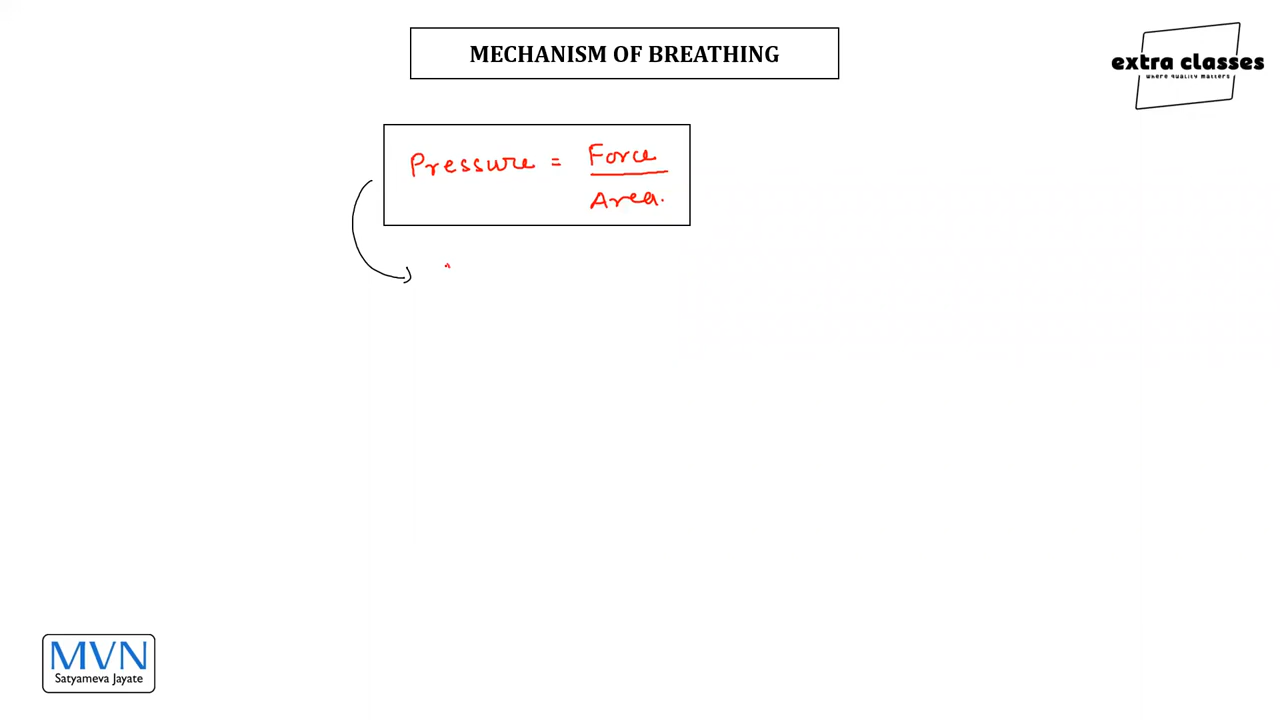 MECHANISM OF BREATHING
extra classes
where quality matters
Pressure = Force
Area.
MVN
Satyameva Jayate